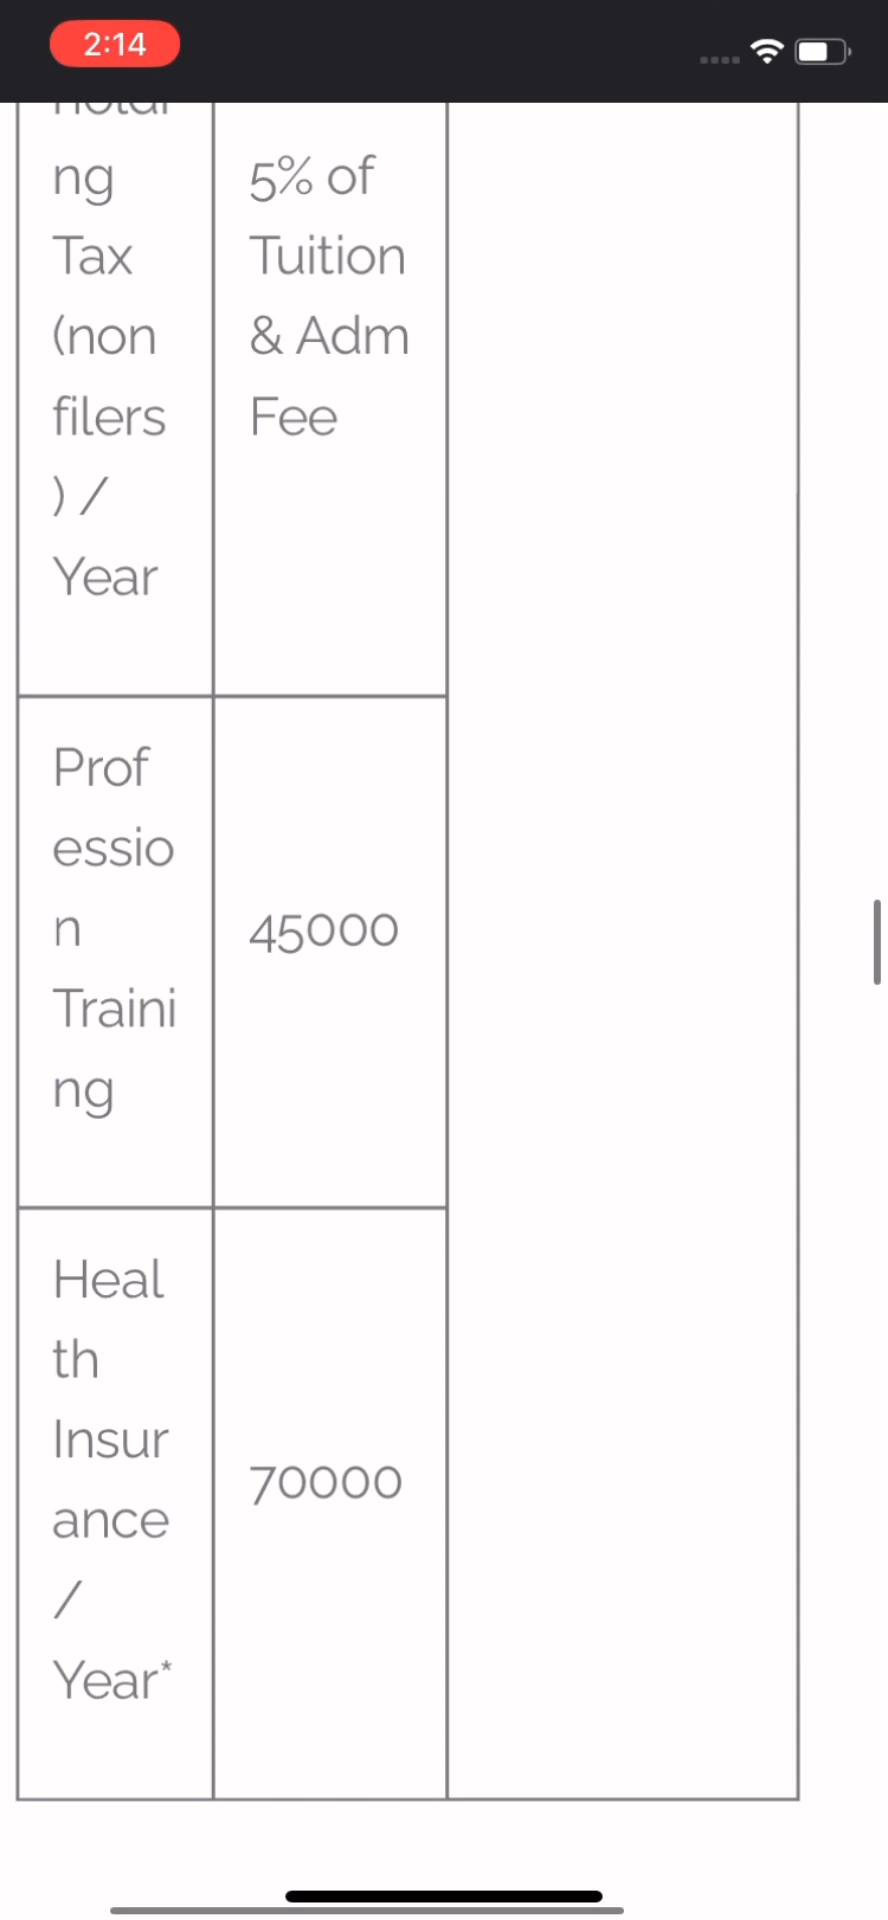 2:14
ng
Tax
(non
filers
) /
Year
5% of
Tuition
& Adm
Fee
Prof
essio
n
Traini
ng
45000
Heal
th
Insur
ance
/
Year*
70000